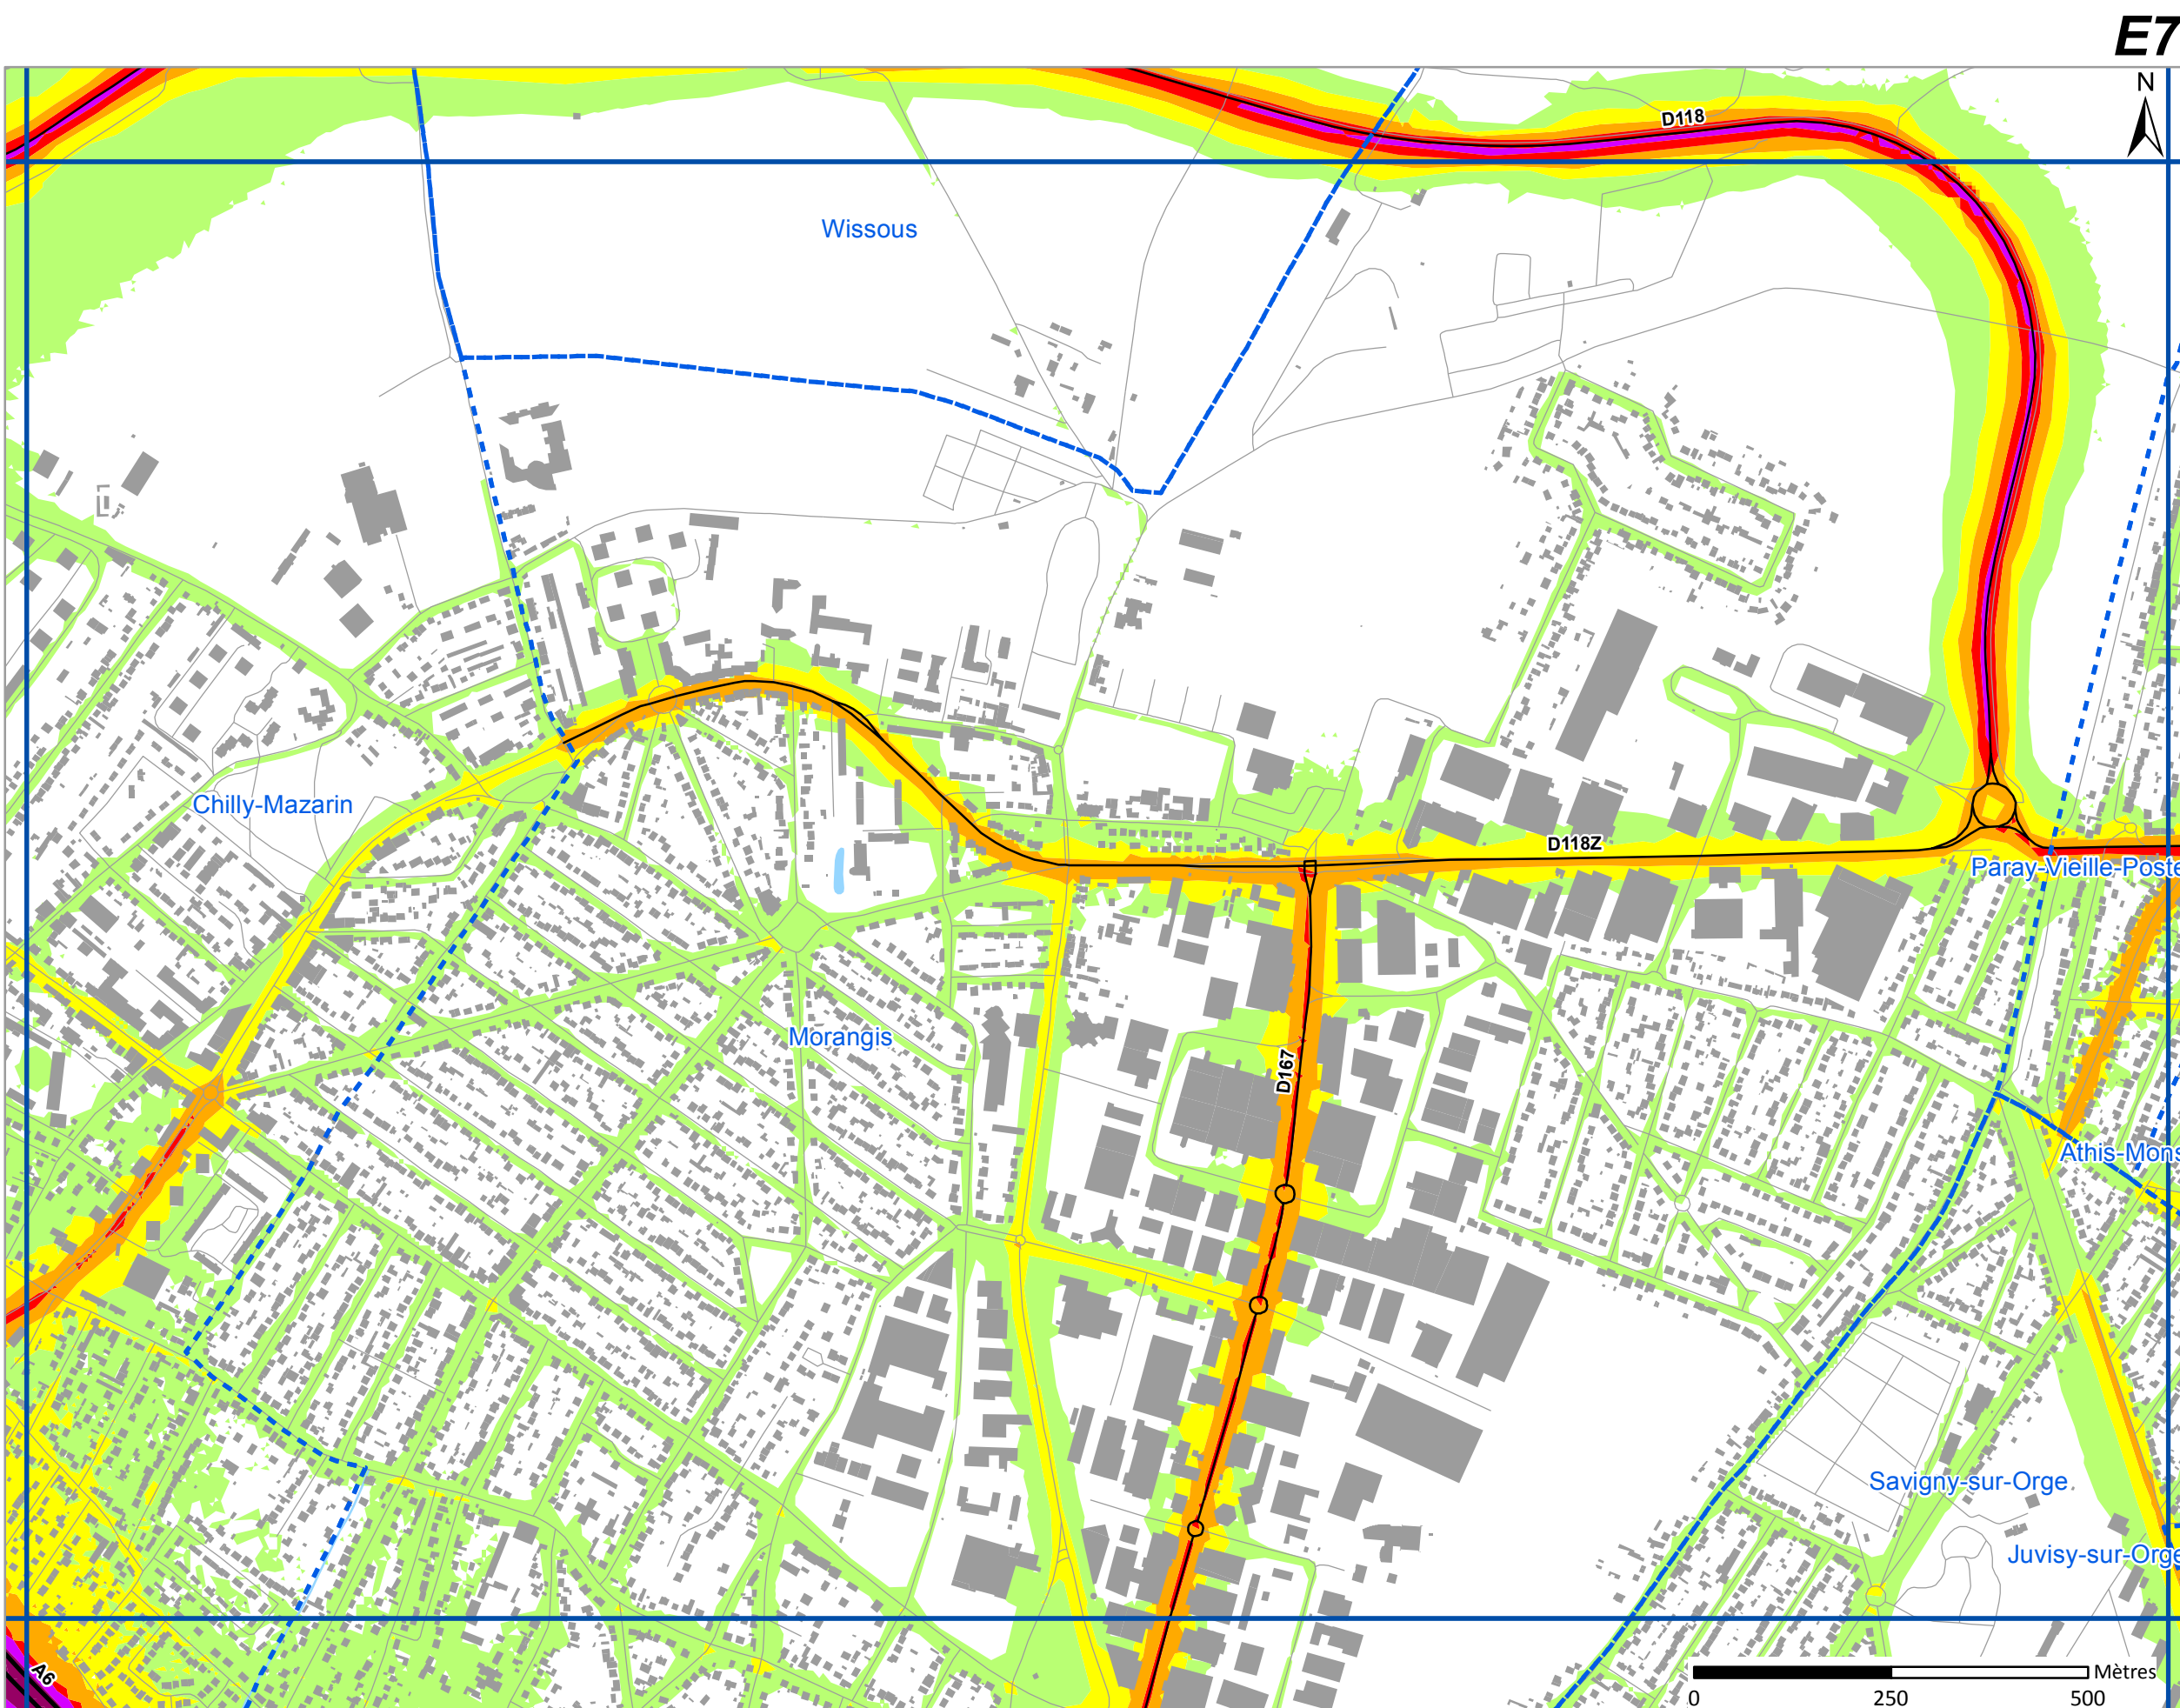 E7
N
D118
Wissous
Chilly-Mazarin
D118Z
Paray-Vieille-Poste
Morangis
D167
Athis-Mons
Savigny-sur-Orge
Juvisy-sur-Orge
A6
Mètres
0 250 500